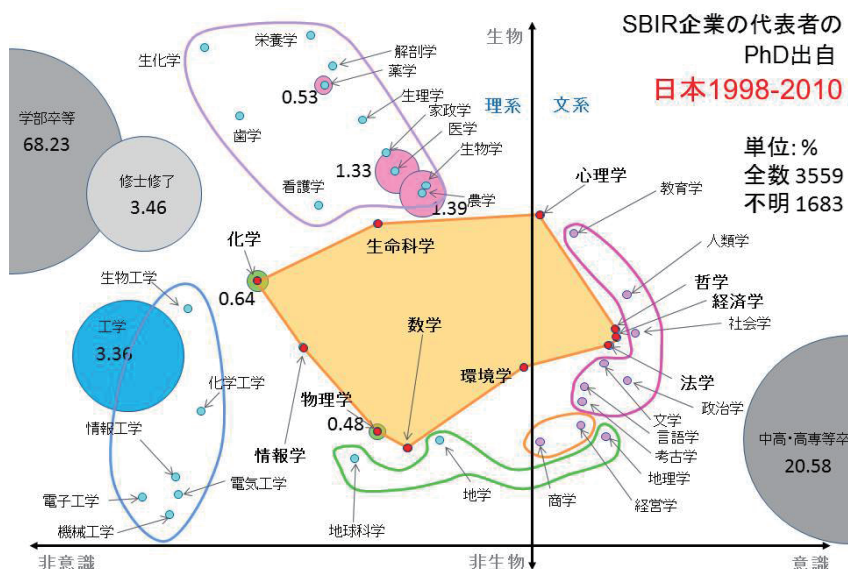 SBIR企業の代表者の
PhD出自
日本1998-2010
単位: %
全数 3559
不明 1683
生物
理系
文系
栄養学
生化学
解剖学
薬学
0.53
歯学
生理学
家政学
医学
生物学
1.33
看護学
農学
1.39
学部卒等
68.23
修士修了
3.46
心理学
教育学
人類学
化学
生命科学
0.64
哲学
経済学
社会学
生物工学
工学
3.36
数学
環境学
法学
化学工学
物理学
0.48
文学
政治学
言語学
考古学
地理学
中高・高専等卒
20.58
情報工学
情報学
電子工学
電気工学
機械工学
地球科学
地学
商学
経営学
非意識
非生物
意識